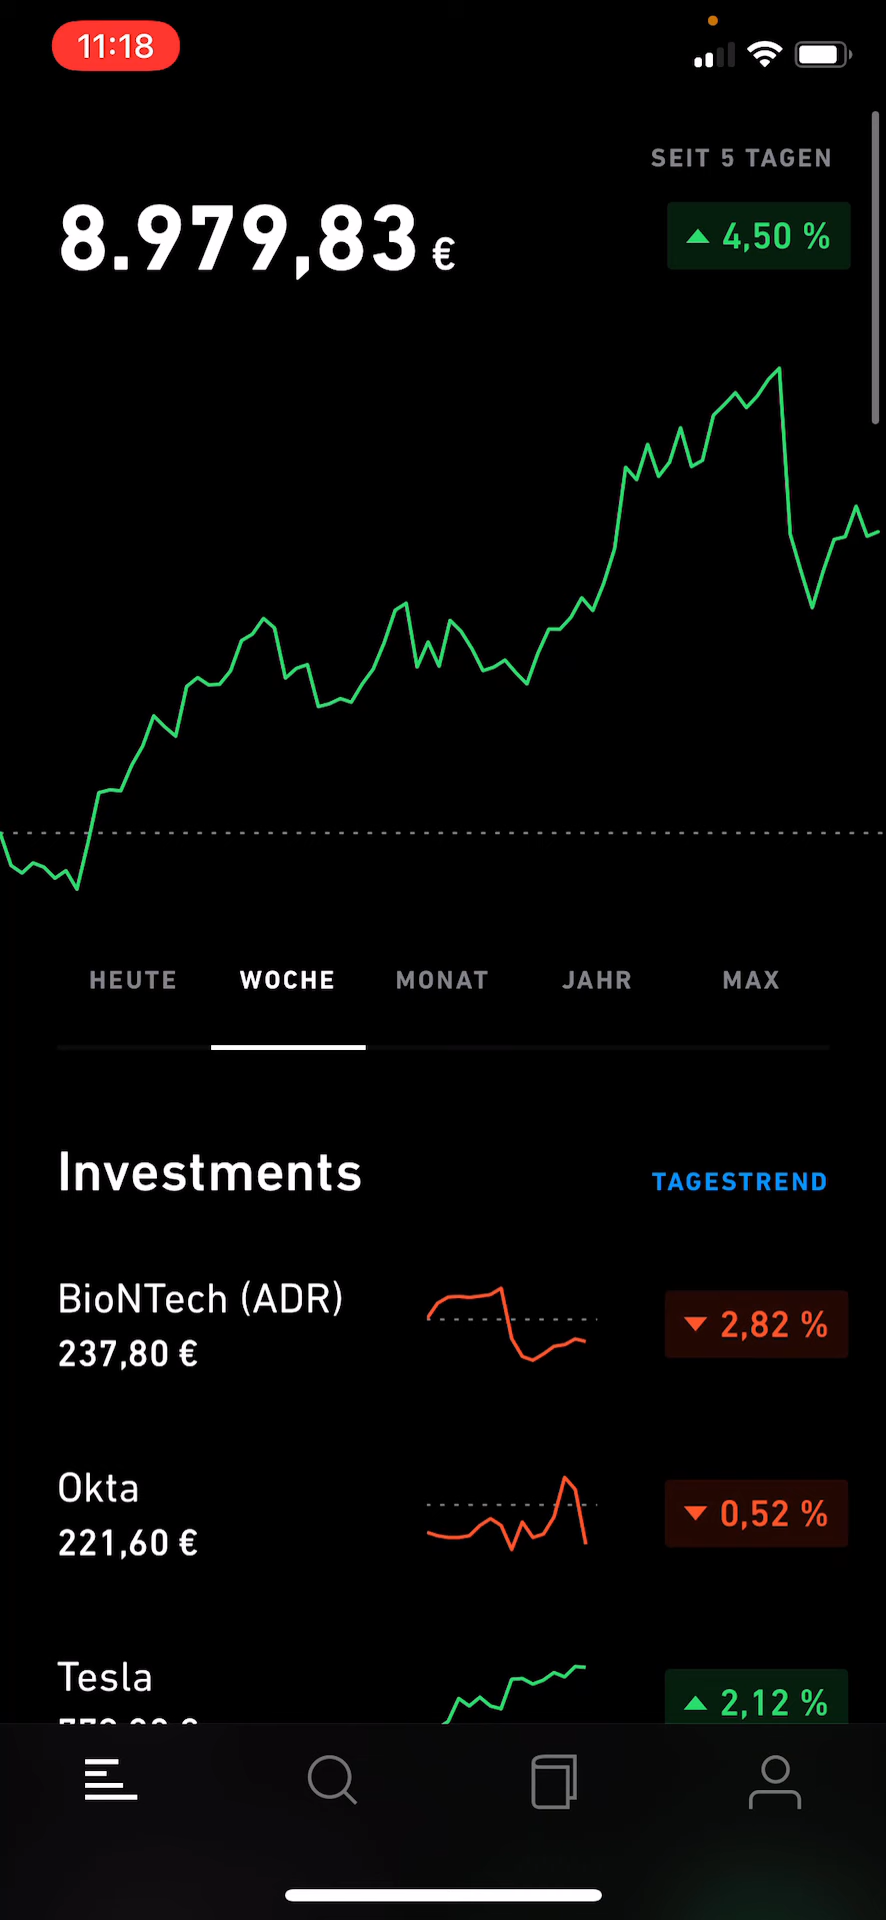 11:18
SEIT 5 TAGEN
8.979,83 €
▲ 4,50 %
HEUTE WOCHE MONAT JAHR MAX
Investments
TAGESTREND
BioNTech (ADR)
237,80 €
▼ 2,82 %
Okta
221,60 €
▼ 0,52 %
Tesla
▲ 2,12 %